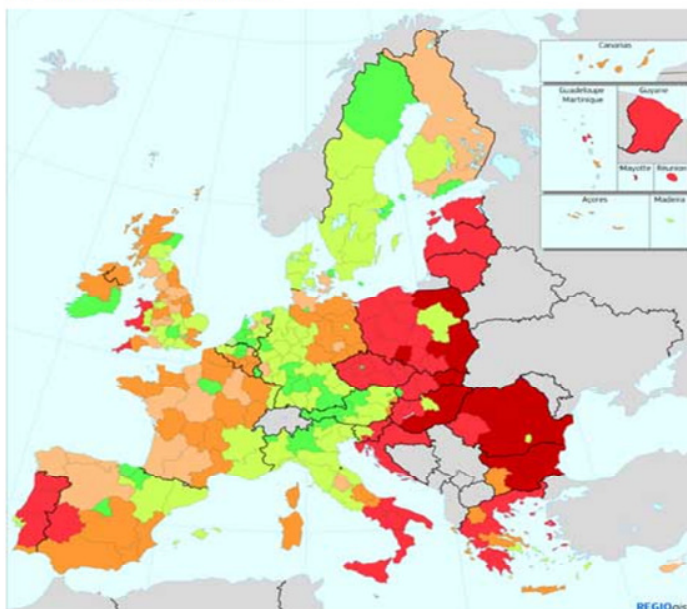 Canarias
Guadeloupe
Martinique
Guyane
Mayotte
Réunion
Açores
Madeira
REGIOgis